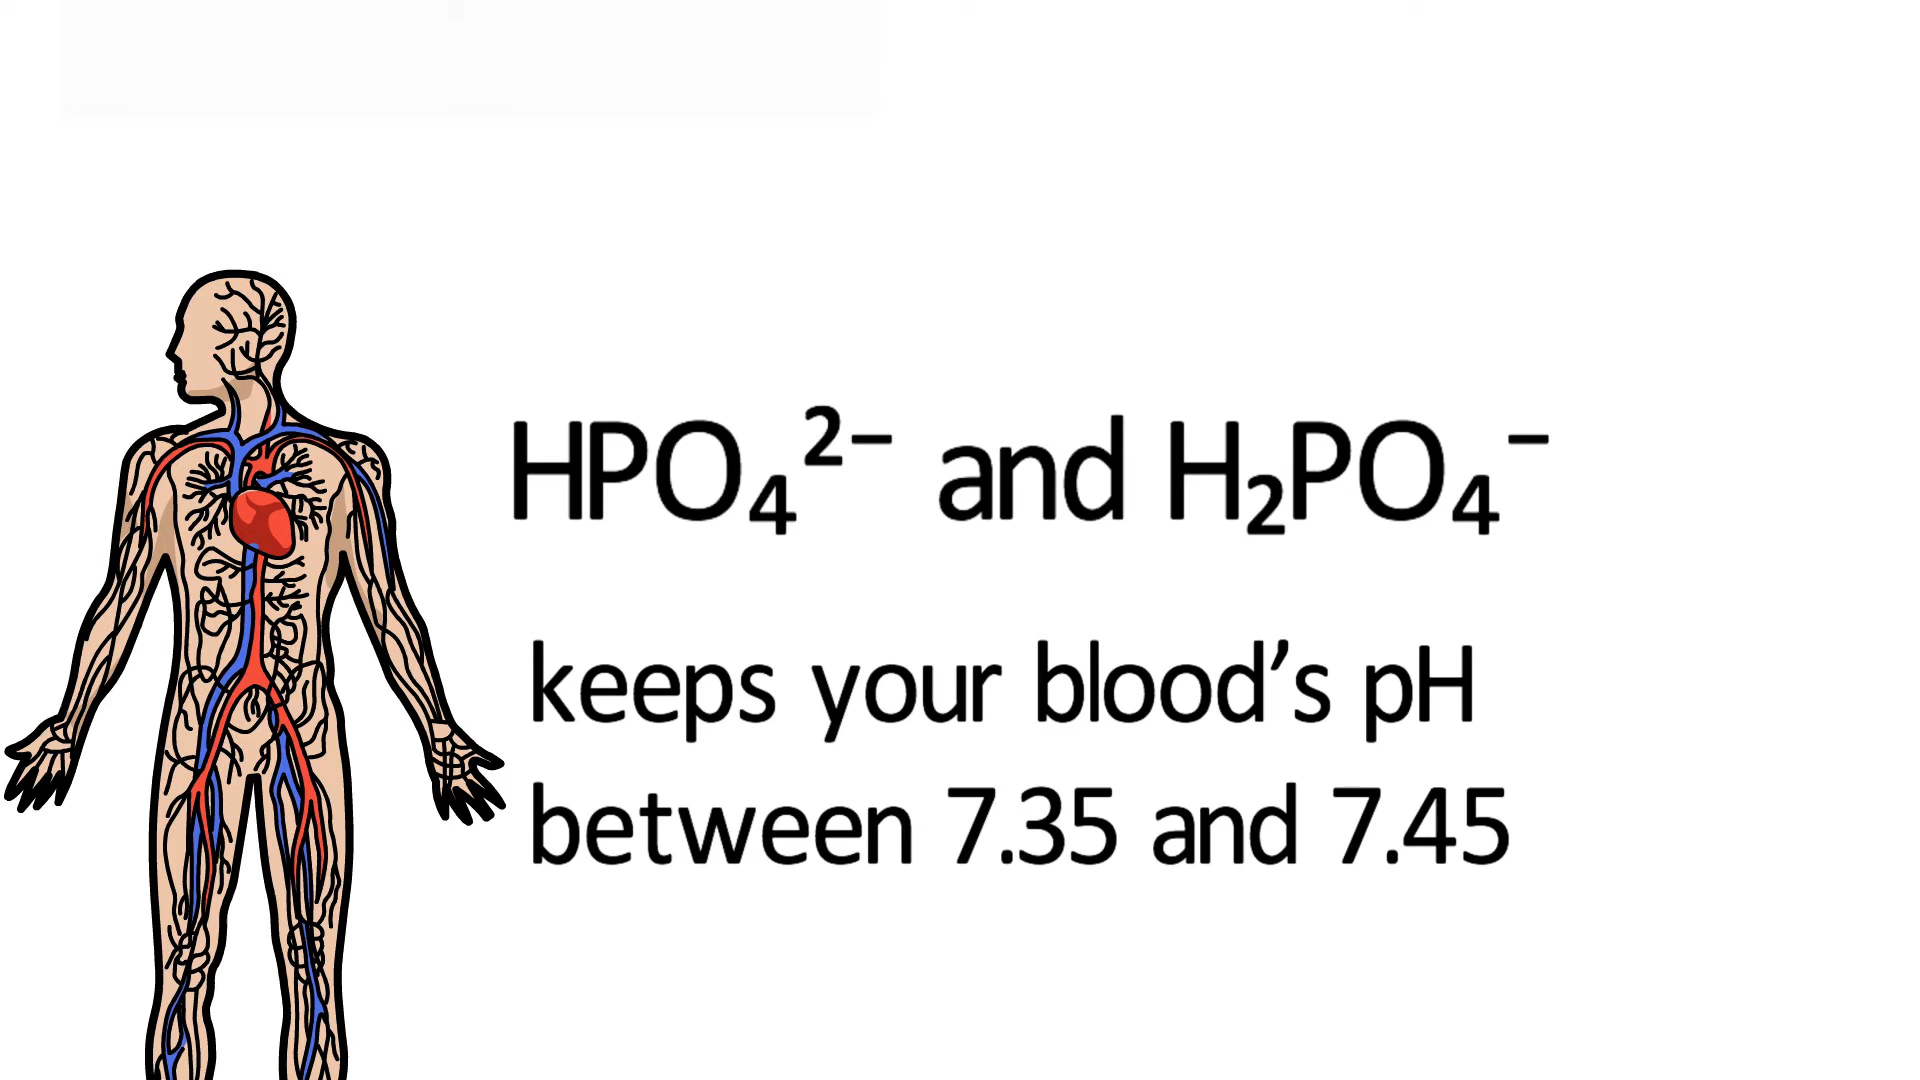 HPO₄²⁻ and H₂PO₄⁻
keeps your blood’s pH
between 7.35 and 7.45